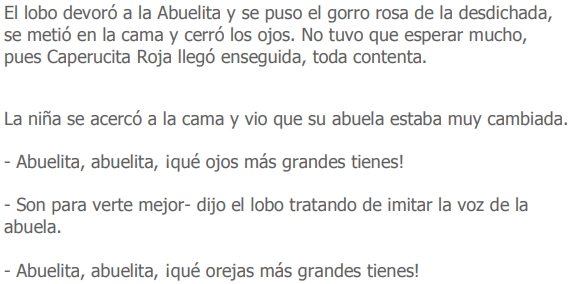 El lobo devoró a la Abuelita y se puso el gorro rosa de la desdichada,
se metió en la cama y cerró los ojos. No tuvo que esperar mucho,
pues Caperucita Roja llegó enseguida, toda contenta.
La niña se acercó a la cama y vio que su abuela estaba muy cambiada.
- Abuelita, abuelita, ¡qué ojos más grandes tienes!
- Son para verte mejor- dijo el lobo tratando de imitar la voz de la
abuela.
- Abuelita, abuelita, ¡qué orejas más grandes tienes!